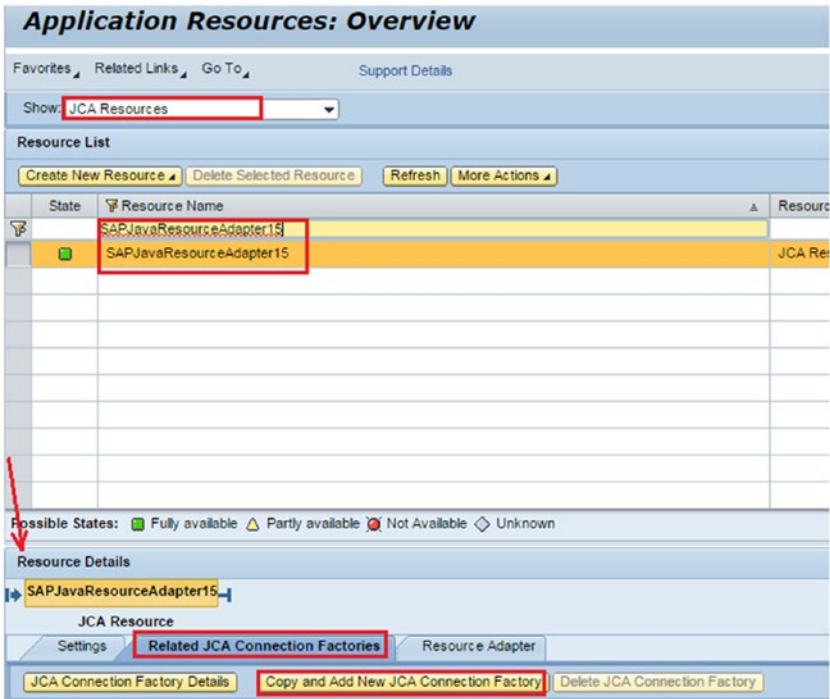 Application Resources: Overview
Favorites Related Links Go To Support Details
Show: JCA Resources
Resource List
Create New Resource Delete Selected Resource Refresh More Actions
State Resource Name
SAPJavaResourceAdapter15
SAPJavaResourceAdapter15
Possible States: Fully available Partly available Not Available Unknown
Resource Details
SAPJavaResourceAdapter15
JCA Resource
Settings Related JCA Connection Factories Resource Adapter
JCA Connection Factory Details Copy and Add New JCA Connection Factory Delete JCA Connection Factory